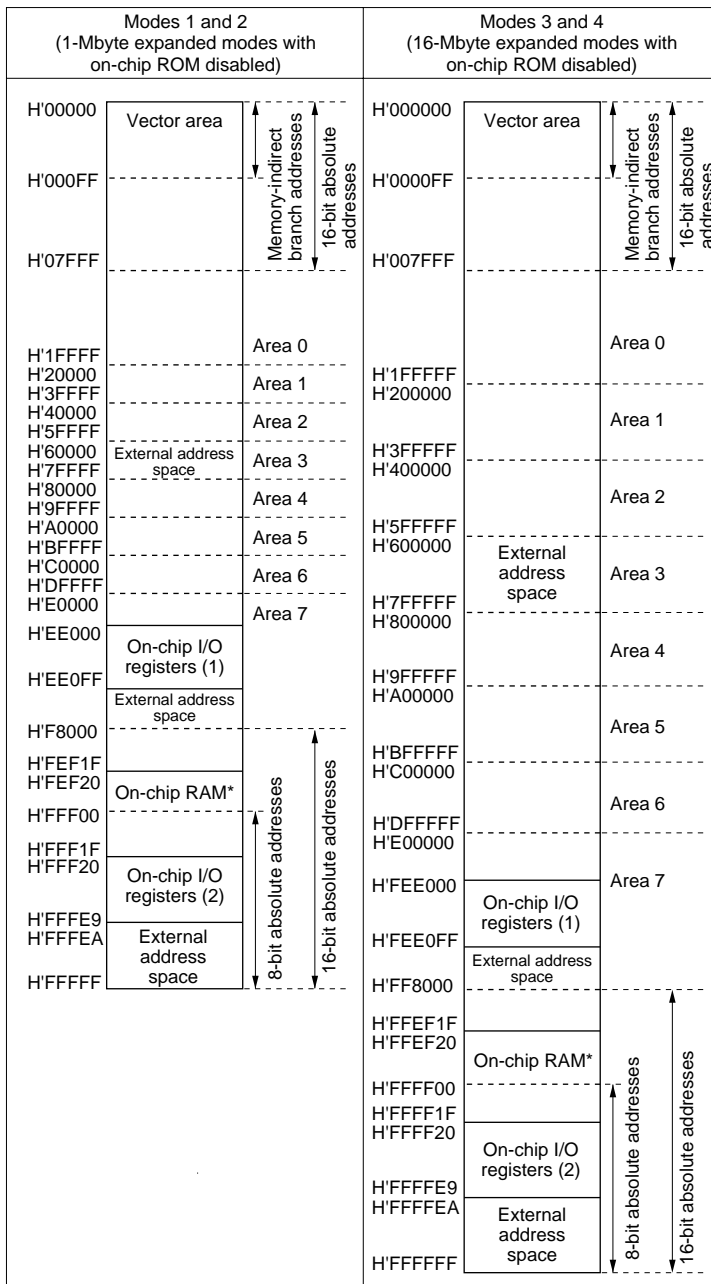 Modes 1 and 2
(1-Mbyte expanded modes with
on-chip ROM disabled)
H'00000
Vector area
H'000FF
H'07FFF
Memory-indirect
branch addresses
16-bit absolute
addresses
H'1FFFF
Area 0
H'20000
H'3FFFF
Area 1
H'40000
H'5FFFF
Area 2
H'60000
H'7FFFF
External address
space
Area 3
H'80000
H'9FFFF
Area 4
H'A0000
H'BFFFF
Area 5
H'C0000
H'DFFFF
Area 6
H'E0000
Area 7
H'EE000
On-chip I/O
registers (1)
H'EE0FF
External address
space
H'F8000
H'FEF1F
H'FEF20
On-chip RAM*
H'FFF00
H'FFF1F
H'FFF20
On-chip I/O
registers (2)
H'FFFE9
H'FFFEA
External
address
space
H'FFFFF
8-bit absolute addresses
16-bit absolute addresses
Modes 3 and 4
(16-Mbyte expanded modes with
on-chip ROM disabled)
H'000000
Vector area
H'0000FF
H'007FFF
Memory-indirect
branch addresses
16-bit absolute
addresses
Area 0
H'1FFFFF
H'200000
Area 1
H'3FFFFF
H'400000
Area 2
H'5FFFFF
H'600000
External
address
space
Area 3
H'7FFFFF
H'800000
Area 4
H'9FFFFF
H'A00000
Area 5
H'BFFFFF
H'C00000
Area 6
H'DFFFFF
H'E00000
Area 7
H'FEE000
On-chip I/O
registers (1)
H'FEE0FF
External address
space
H'FF8000
H'FFEF1F
H'FFEF20
On-chip RAM*
H'FFFF00
H'FFFF1F
H'FFFF20
On-chip I/O
registers (2)
H'FFFFE9
H'FFFFEA
External
address
space
H'FFFFFF
8-bit absolute addresses
16-bit absolute addresses